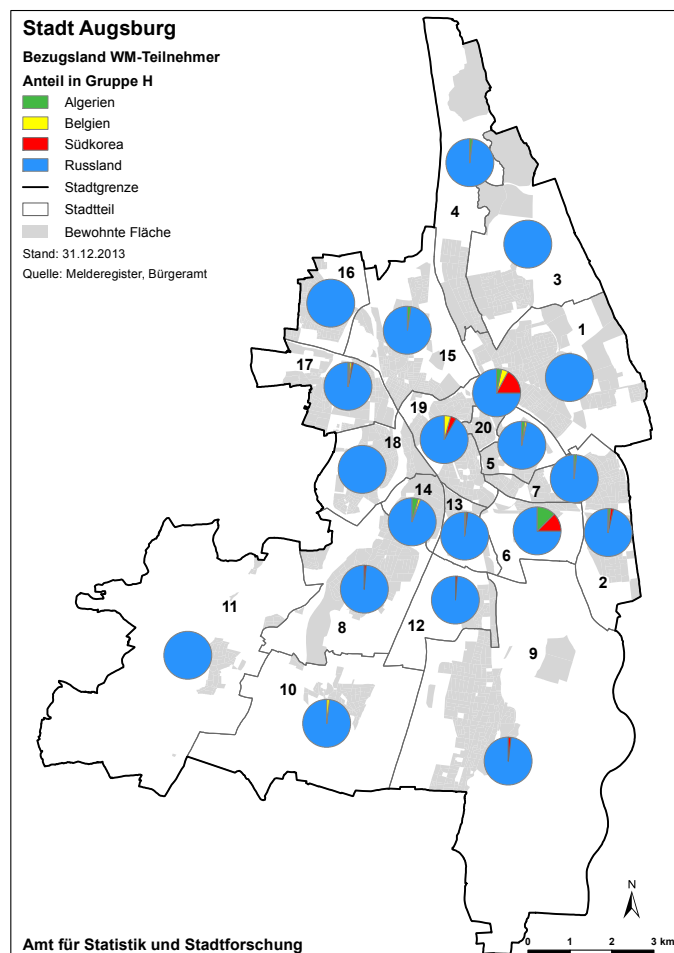 Stadt Augsburg
Bezugsland WM-Teilnehmer
Anteil in Gruppe H
Algerien
Belgien
Südkorea
Russland
Stadtgrenze
Stadtteil
Bewohnte Fläche
Stand: 31.12.2013
Quelle: Melderegister, Bürgeramt
4
3
16
1
15
17
19
20
18
5
14
7
13
6
2
11
8
12
9
10
N
0 1 2 3 km
Amt für Statistik und Stadtforschung